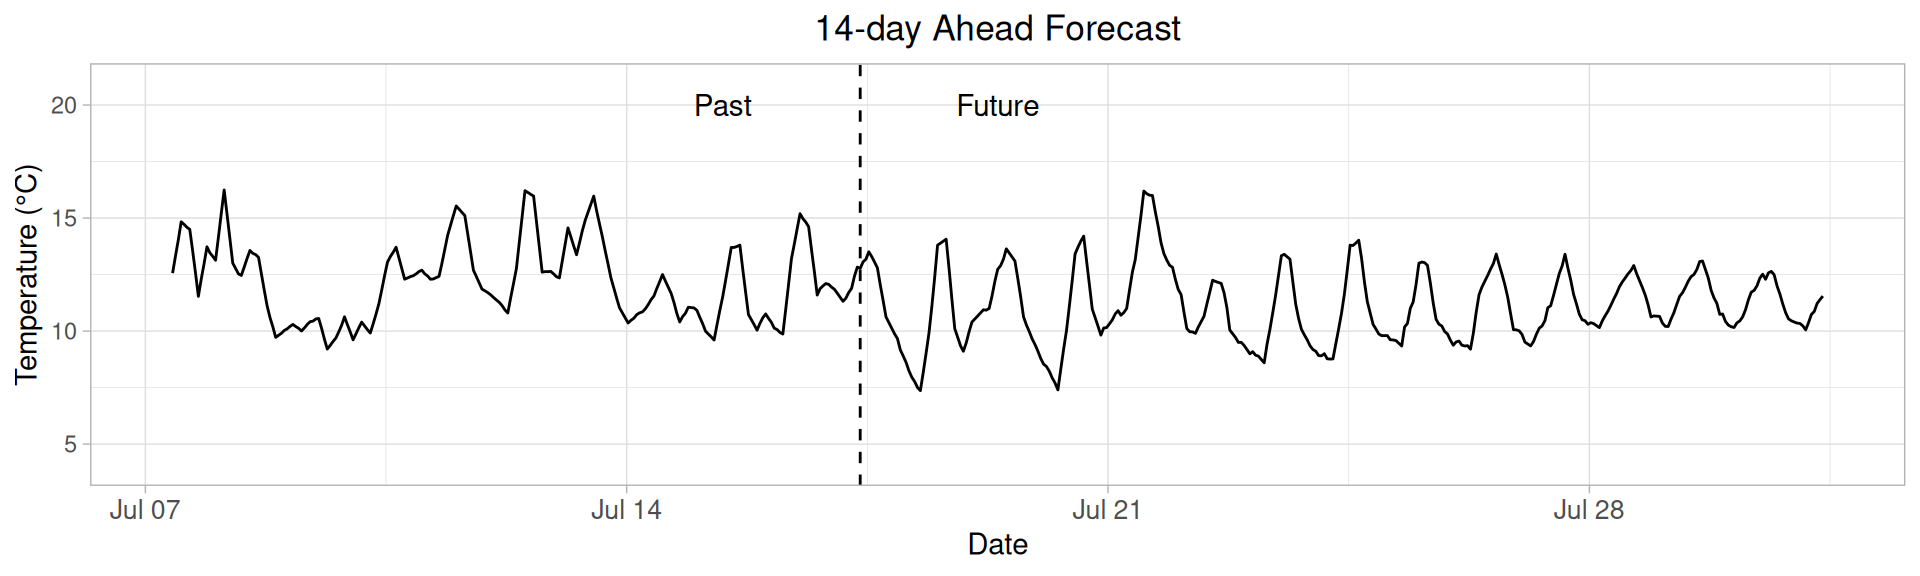 14-day Ahead Forecast
Past
Future
20
15
10
5
Temperature (°C)
Jul 07
Jul 14
Jul 21
Jul 28
Date